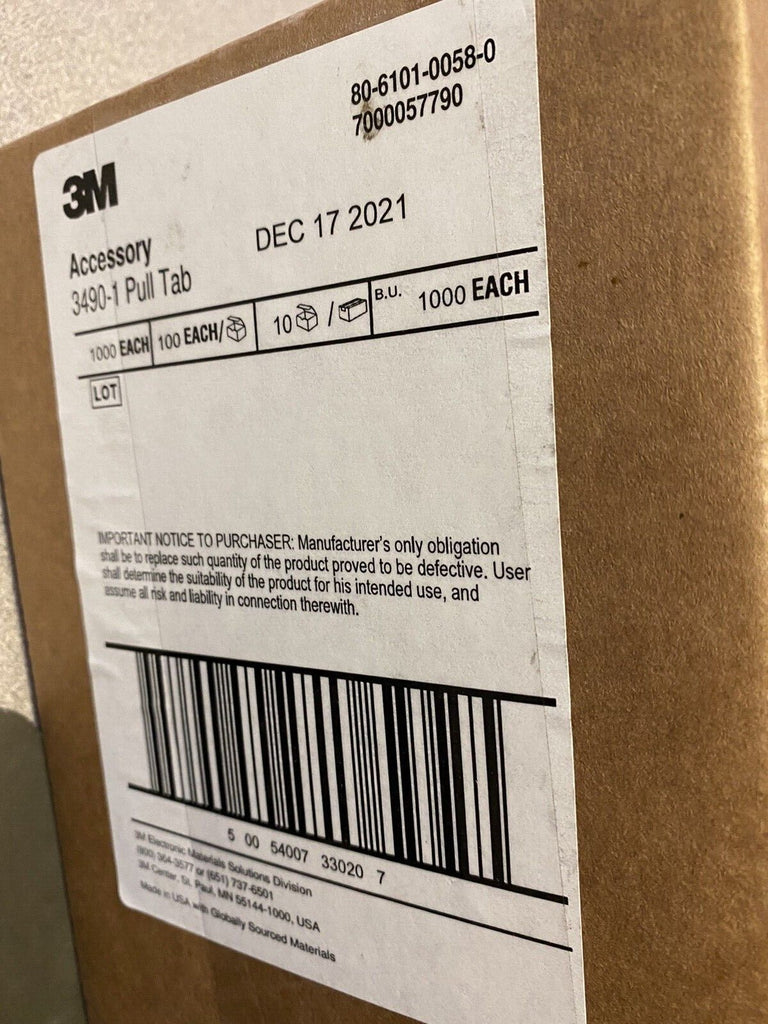 80-6101-0058-0
7000057790
3M
DEC 17 2021
Accessory
3490-1 Pull Tab
1000 EACH 100 EACH/ 10 / B.U. 1000 EACH
LOT
IMPORTANT NOTICE TO PURCHASER: Manufacturer's only obligation
shall be to replace such quantity of the product proved to be defective. User
shall determine the suitability of the product for his intended use, and
assume all risk and liability in connection therewith.
5 00 54007 33020 7
3M Electronic Materials Solutions Division
(800) 364-3577 or (651) 737-6501
3M Center, St. Paul, MN 55144-1000, USA
Made in USA with Globally Sourced Materials